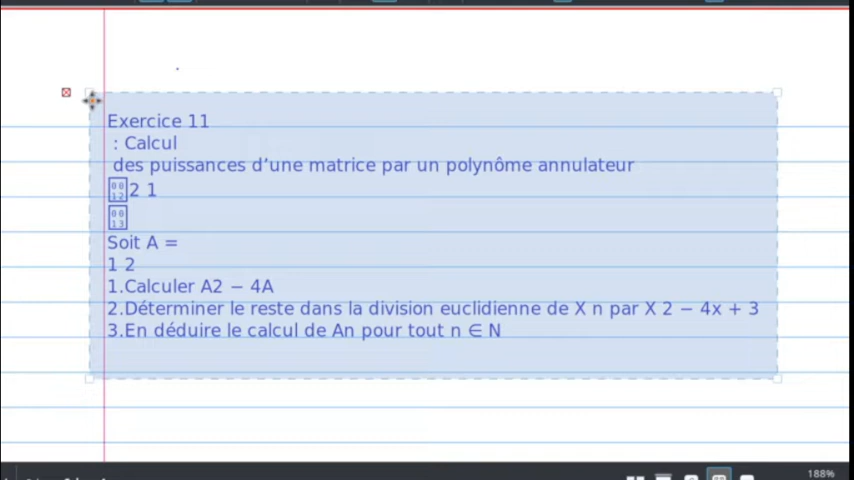 Exercice 11
: Calcul
des puissances d’une matrice par un polynôme annulateur
2 1
Soit A =
1 2
1.Calculer A2 − 4A
2.Déterminer le reste dans la division euclidienne de X n par X 2 − 4x + 3
3.En déduire le calcul de An pour tout n ∈ N
188%